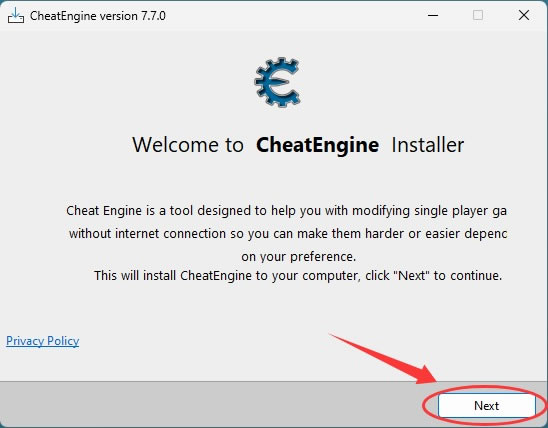 CheatEngine version 7.7.0
Welcome to CheatEngine Installer
Cheat Engine is a tool designed to help you with modifying single player ga
without internet connection so you can make them harder or easier depenc
on your preference.
This will install CheatEngine to your computer, click "Next" to continue.
Privacy Policy
Next